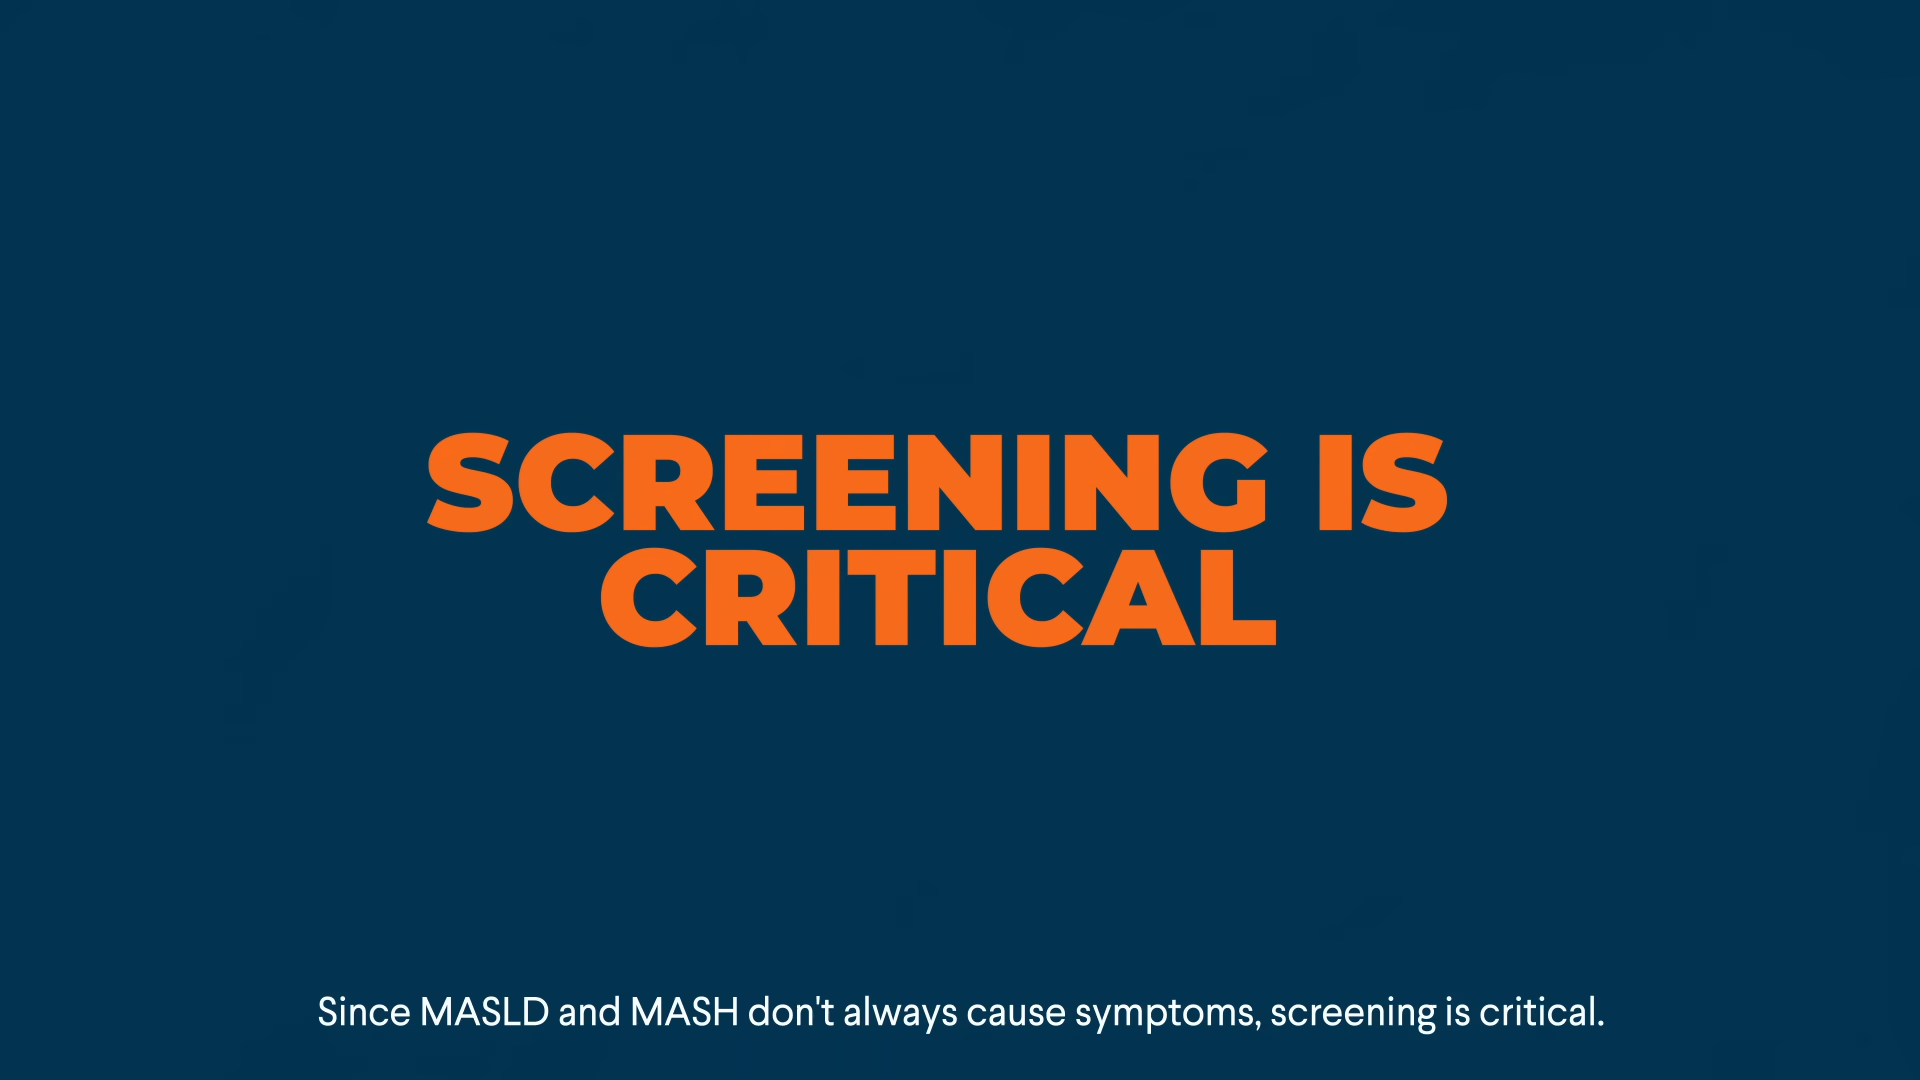 SCREENING IS
CRITICAL
Since MASLD and MASH don't always cause symptoms, screening is critical.